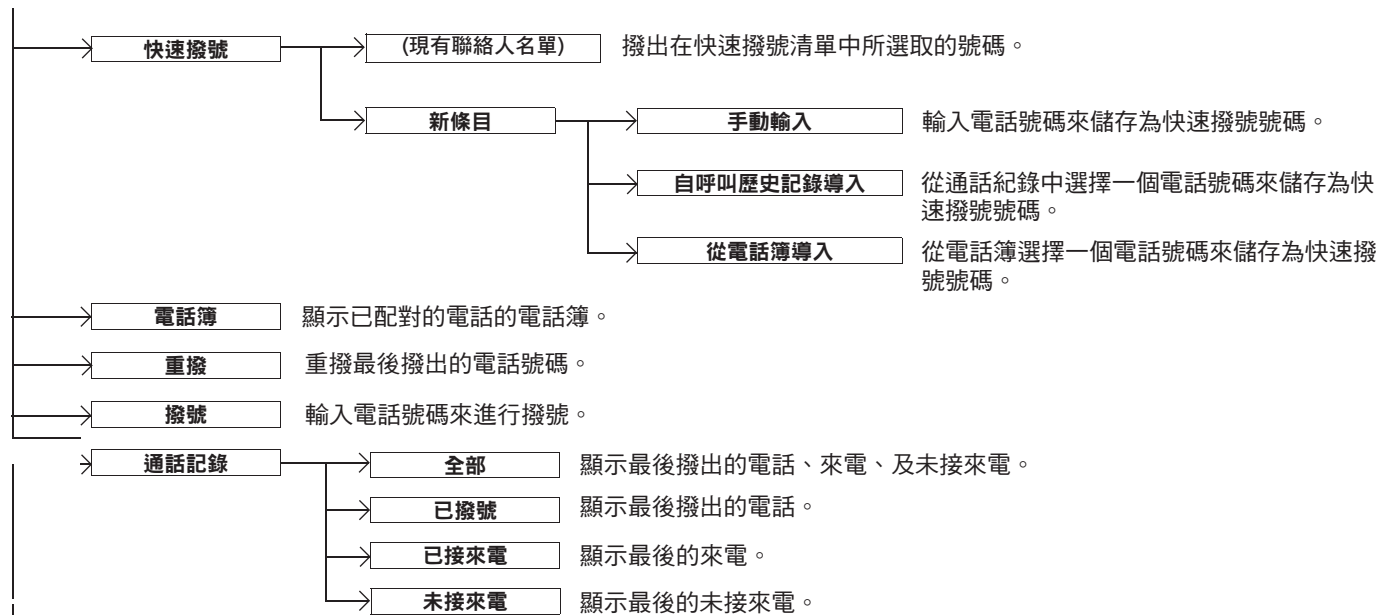 快速撥號
(現有聯絡人名單)
撥出在快速撥號清單中所選取的號碼。
新條目
手動輸入
輸入電話號碼來儲存為快速撥號號碼。
自呼叫歷史記錄導入
從通話紀錄中選擇一個電話號碼來儲存為快
速撥號號碼。
從電話簿導入
從電話簿選擇一個電話號碼來儲存為快速撥
號號碼。
電話簿
顯示已配對的電話的電話簿。
重撥
重撥最後撥出的電話號碼。
撥號
輸入電話號碼來進行撥號。
通話記錄
全部
顯示最後撥出的電話、來電、及未接來電。
已撥號
顯示最後撥出的電話。
已接來電
顯示最後的來電。
未接來電
顯示最後的未接來電。